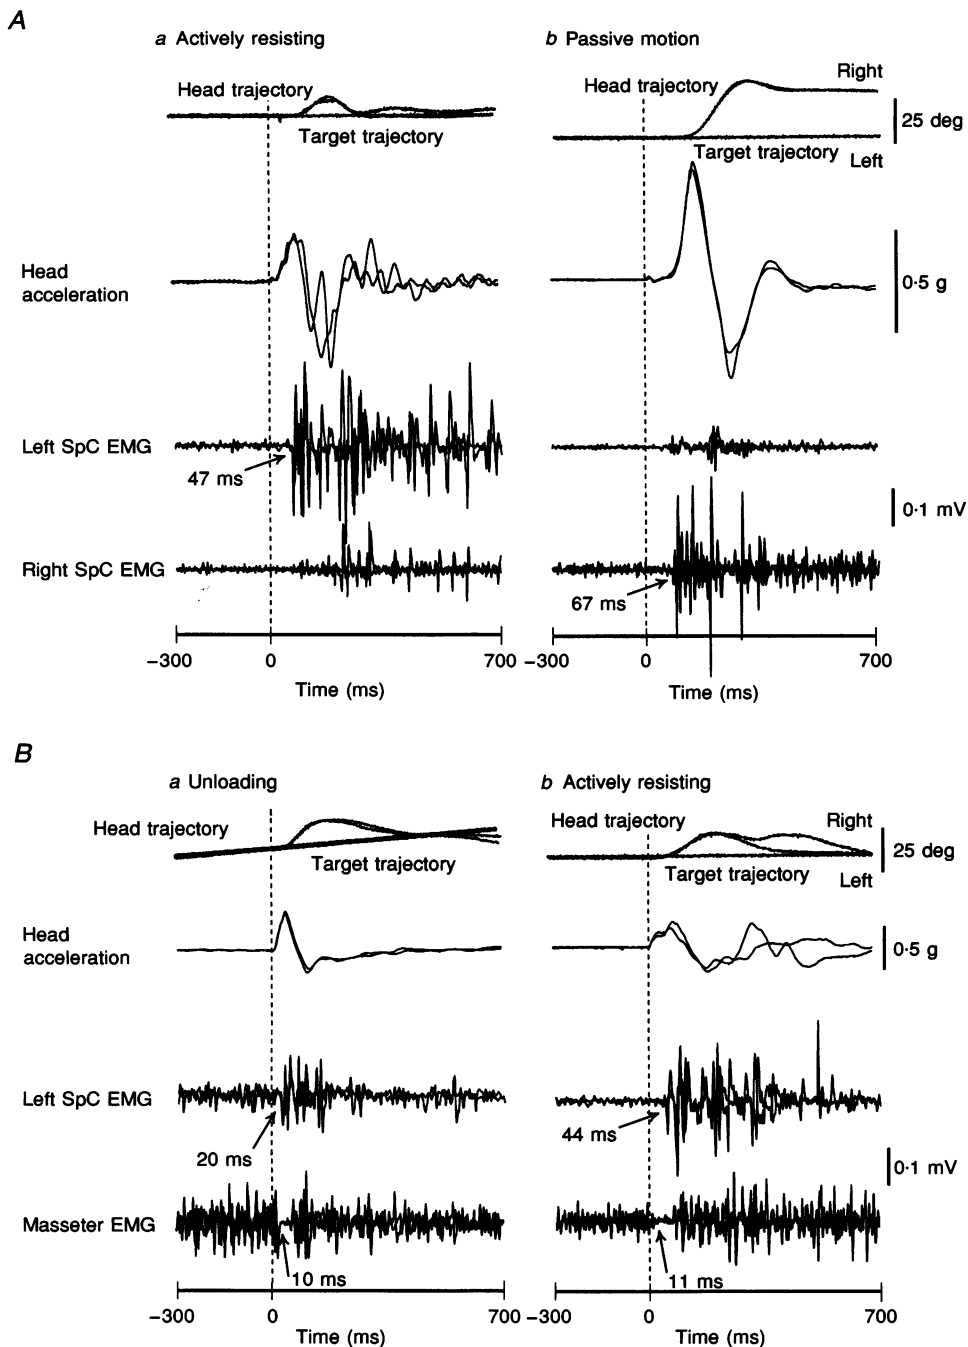 A
a Actively resisting
b Passive motion
Head trajectory
Target trajectory
Head trajectory
Right
25 deg
Target trajectory
Left
Head
acceleration
0·5 g
Left SpC EMG
47 ms
0·1 mV
Right SpC EMG
67 ms
−300 0 700
Time (ms)
−300 0 700
Time (ms)
B
a Unloading
b Actively resisting
Head trajectory
Target trajectory
Head trajectory
Right
25 deg
Target trajectory
Left
Head
acceleration
0·5 g
Left SpC EMG
20 ms
44 ms
0·1 mV
Masseter EMG
10 ms
11 ms
−300 0 700
Time (ms)
−300 0 700
Time (ms)